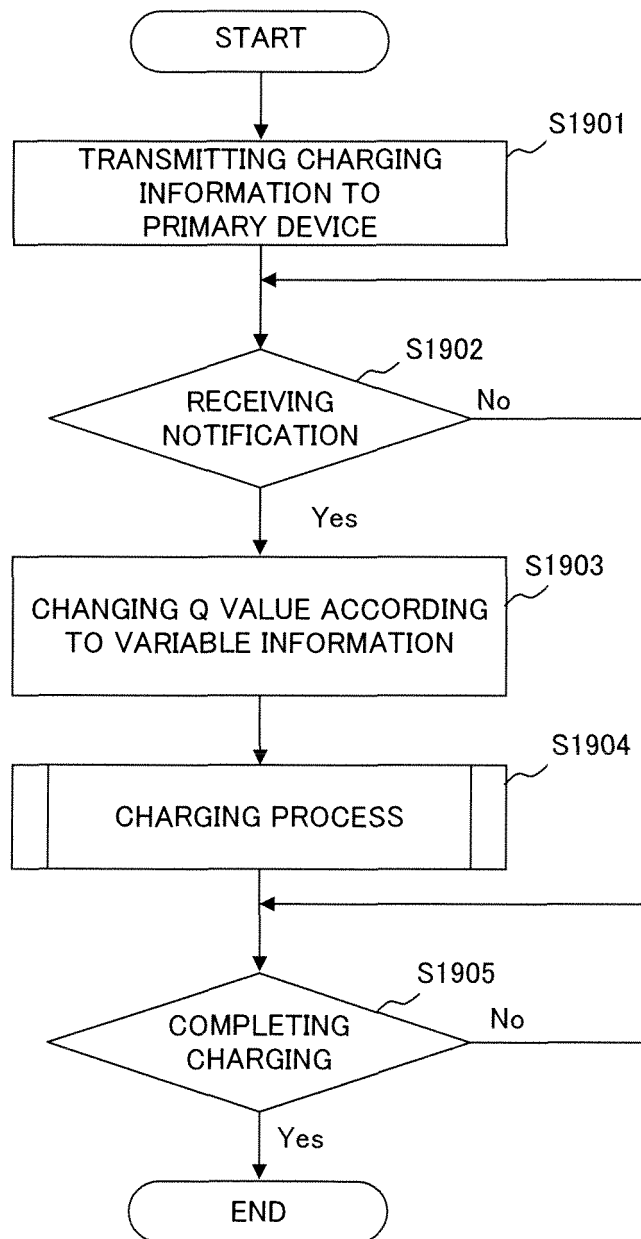 START
S1901
TRANSMITTING CHARGING
INFORMATION TO
PRIMARY DEVICE
S1902
RECEIVING
NOTIFICATION
No
Yes
S1903
CHANGING Q VALUE ACCORDING
TO VARIABLE INFORMATION
S1904
CHARGING PROCESS
S1905
COMPLETING
CHARGING
No
Yes
END